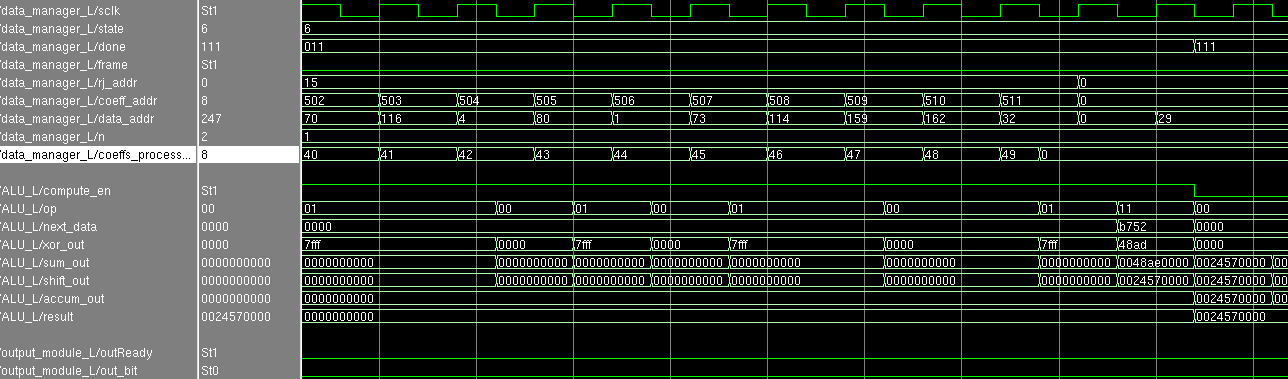 /data_manager_L/sclk St1
/data_manager_L/state 6 6
/data_manager_L/done 111 011 111
/data_manager_L/frame St1
/data_manager_L/rj_addr 0 15 0
/data_manager_L/coeff_addr 8 502 503 504 505 506 507 508 509 510 511 0
/data_manager_L/data_addr 247 70 116 4 80 1 73 114 159 162 32 0 29
/data_manager_L/n 2 1
/data_manager_L/coeffs_process... 8 40 41 42 43 44 45 46 47 48 49 0
/ALU_L/compute_en St1
/ALU_L/op 00 01 00 01 00 01 00 01 11 00
/ALU_L/next_data 0000 0000 b752 0000
/ALU_L/xor_out 0000 7fff 0000 7fff 0000 7fff 0000 7fff 48ad 0000
/ALU_L/sum_out 0000000000 0000000000 0000000000 0000000000 0000000000 0000000000 0000000000 0000000000 0048ae0000 0024570000 00
/ALU_L/shift_out 0000000000 0000000000 0000000000 0000000000 0000000000 0000000000 0000000000 0000000000 0024570000 0024570000 00
/ALU_L/accum_out 0000000000 0000000000 0024570000 00
/ALU_L/result 0024570000 0000000000 0024570000
/output_module_L/outReady St1
/output_module_L/out_bit St0